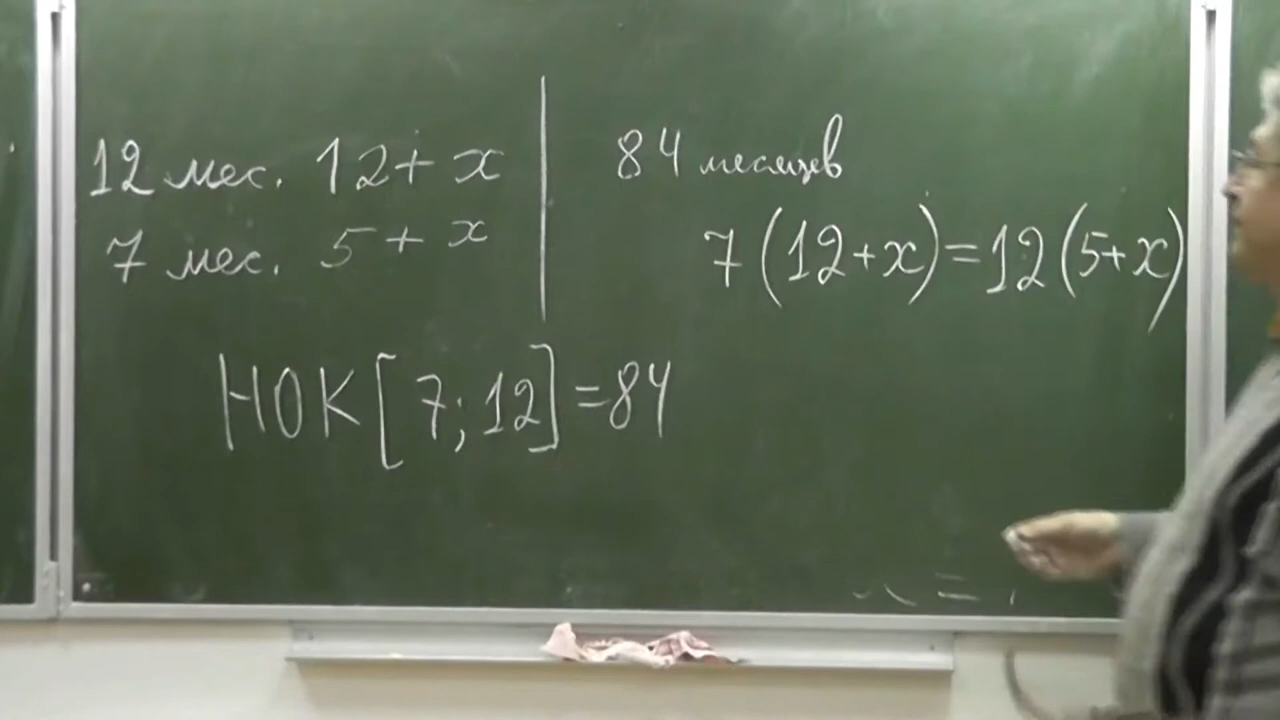 12 мес. 12 + x
7 мес. 5 + x
84 месяцев
7(12+x)=12(5+x)
НОК[7;12]=84